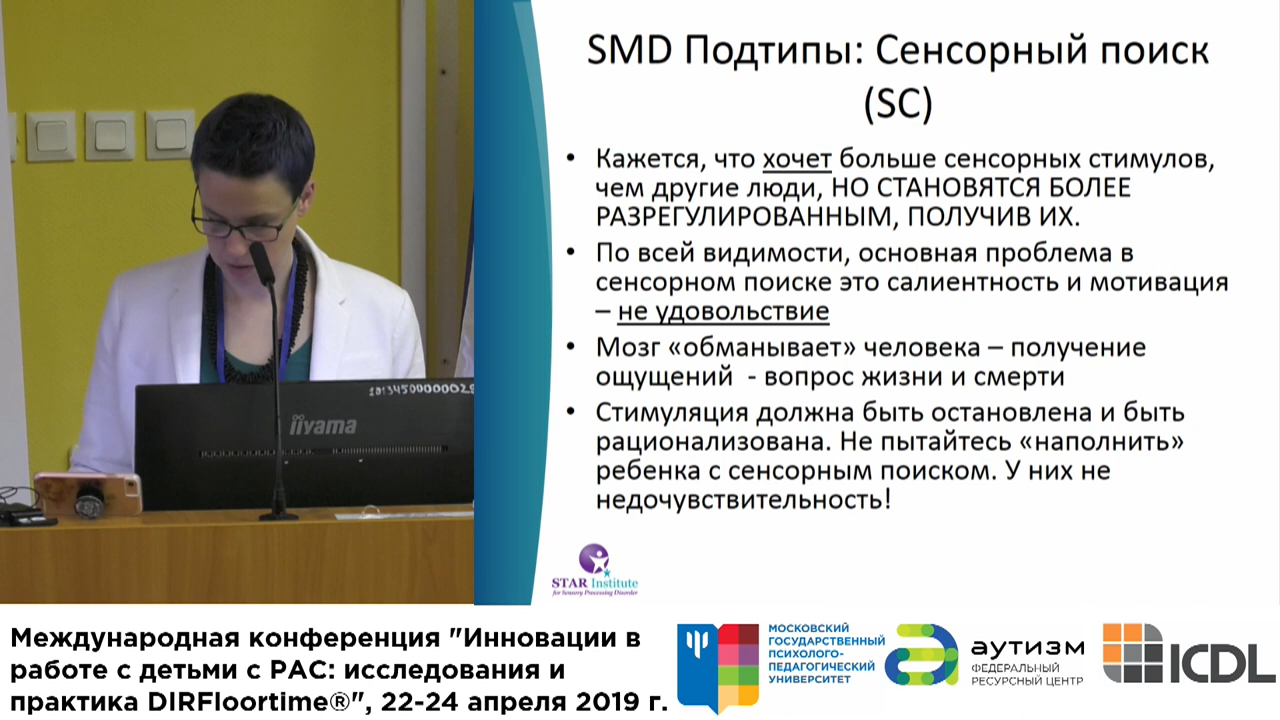 SMD Подтипы: Сенсорный поиск
(SC)
• Кажется, что хочет больше сенсорных стимулов,
чем другие люди, НО СТАНОВЯТСЯ БОЛЕЕ
РАЗРЕГУЛИРОВАННЫМ, ПОЛУЧИВ ИХ.
• По всей видимости, основная проблема в
сенсорном поиске это салиентность и мотивация
– не удовольствие
• Мозг «обманывает» человека – получение
ощущений - вопрос жизни и смерти
• Стимуляция должна быть остановлена и быть
рационализована. Не пытайтесь «наполнить»
ребенка с сенсорным поиском. У них не
недочувствительность!
STAR Institute
for Sensory Processing Disorder
iiyama
Международная конференция "Инновации в
работе с детьми с РАС: исследования и
практика DIRFloortime®", 22-24 апреля 2019 г.
МОСКОВСКИЙ
ГОСУДАРСТВЕННЫЙ
ПСИХОЛОГО-
ПЕДАГОГИЧЕСКИЙ
УНИВЕРСИТЕТ
аутизм
ФЕДЕРАЛЬНЫЙ
РЕСУРСНЫЙ ЦЕНТР
ICDL